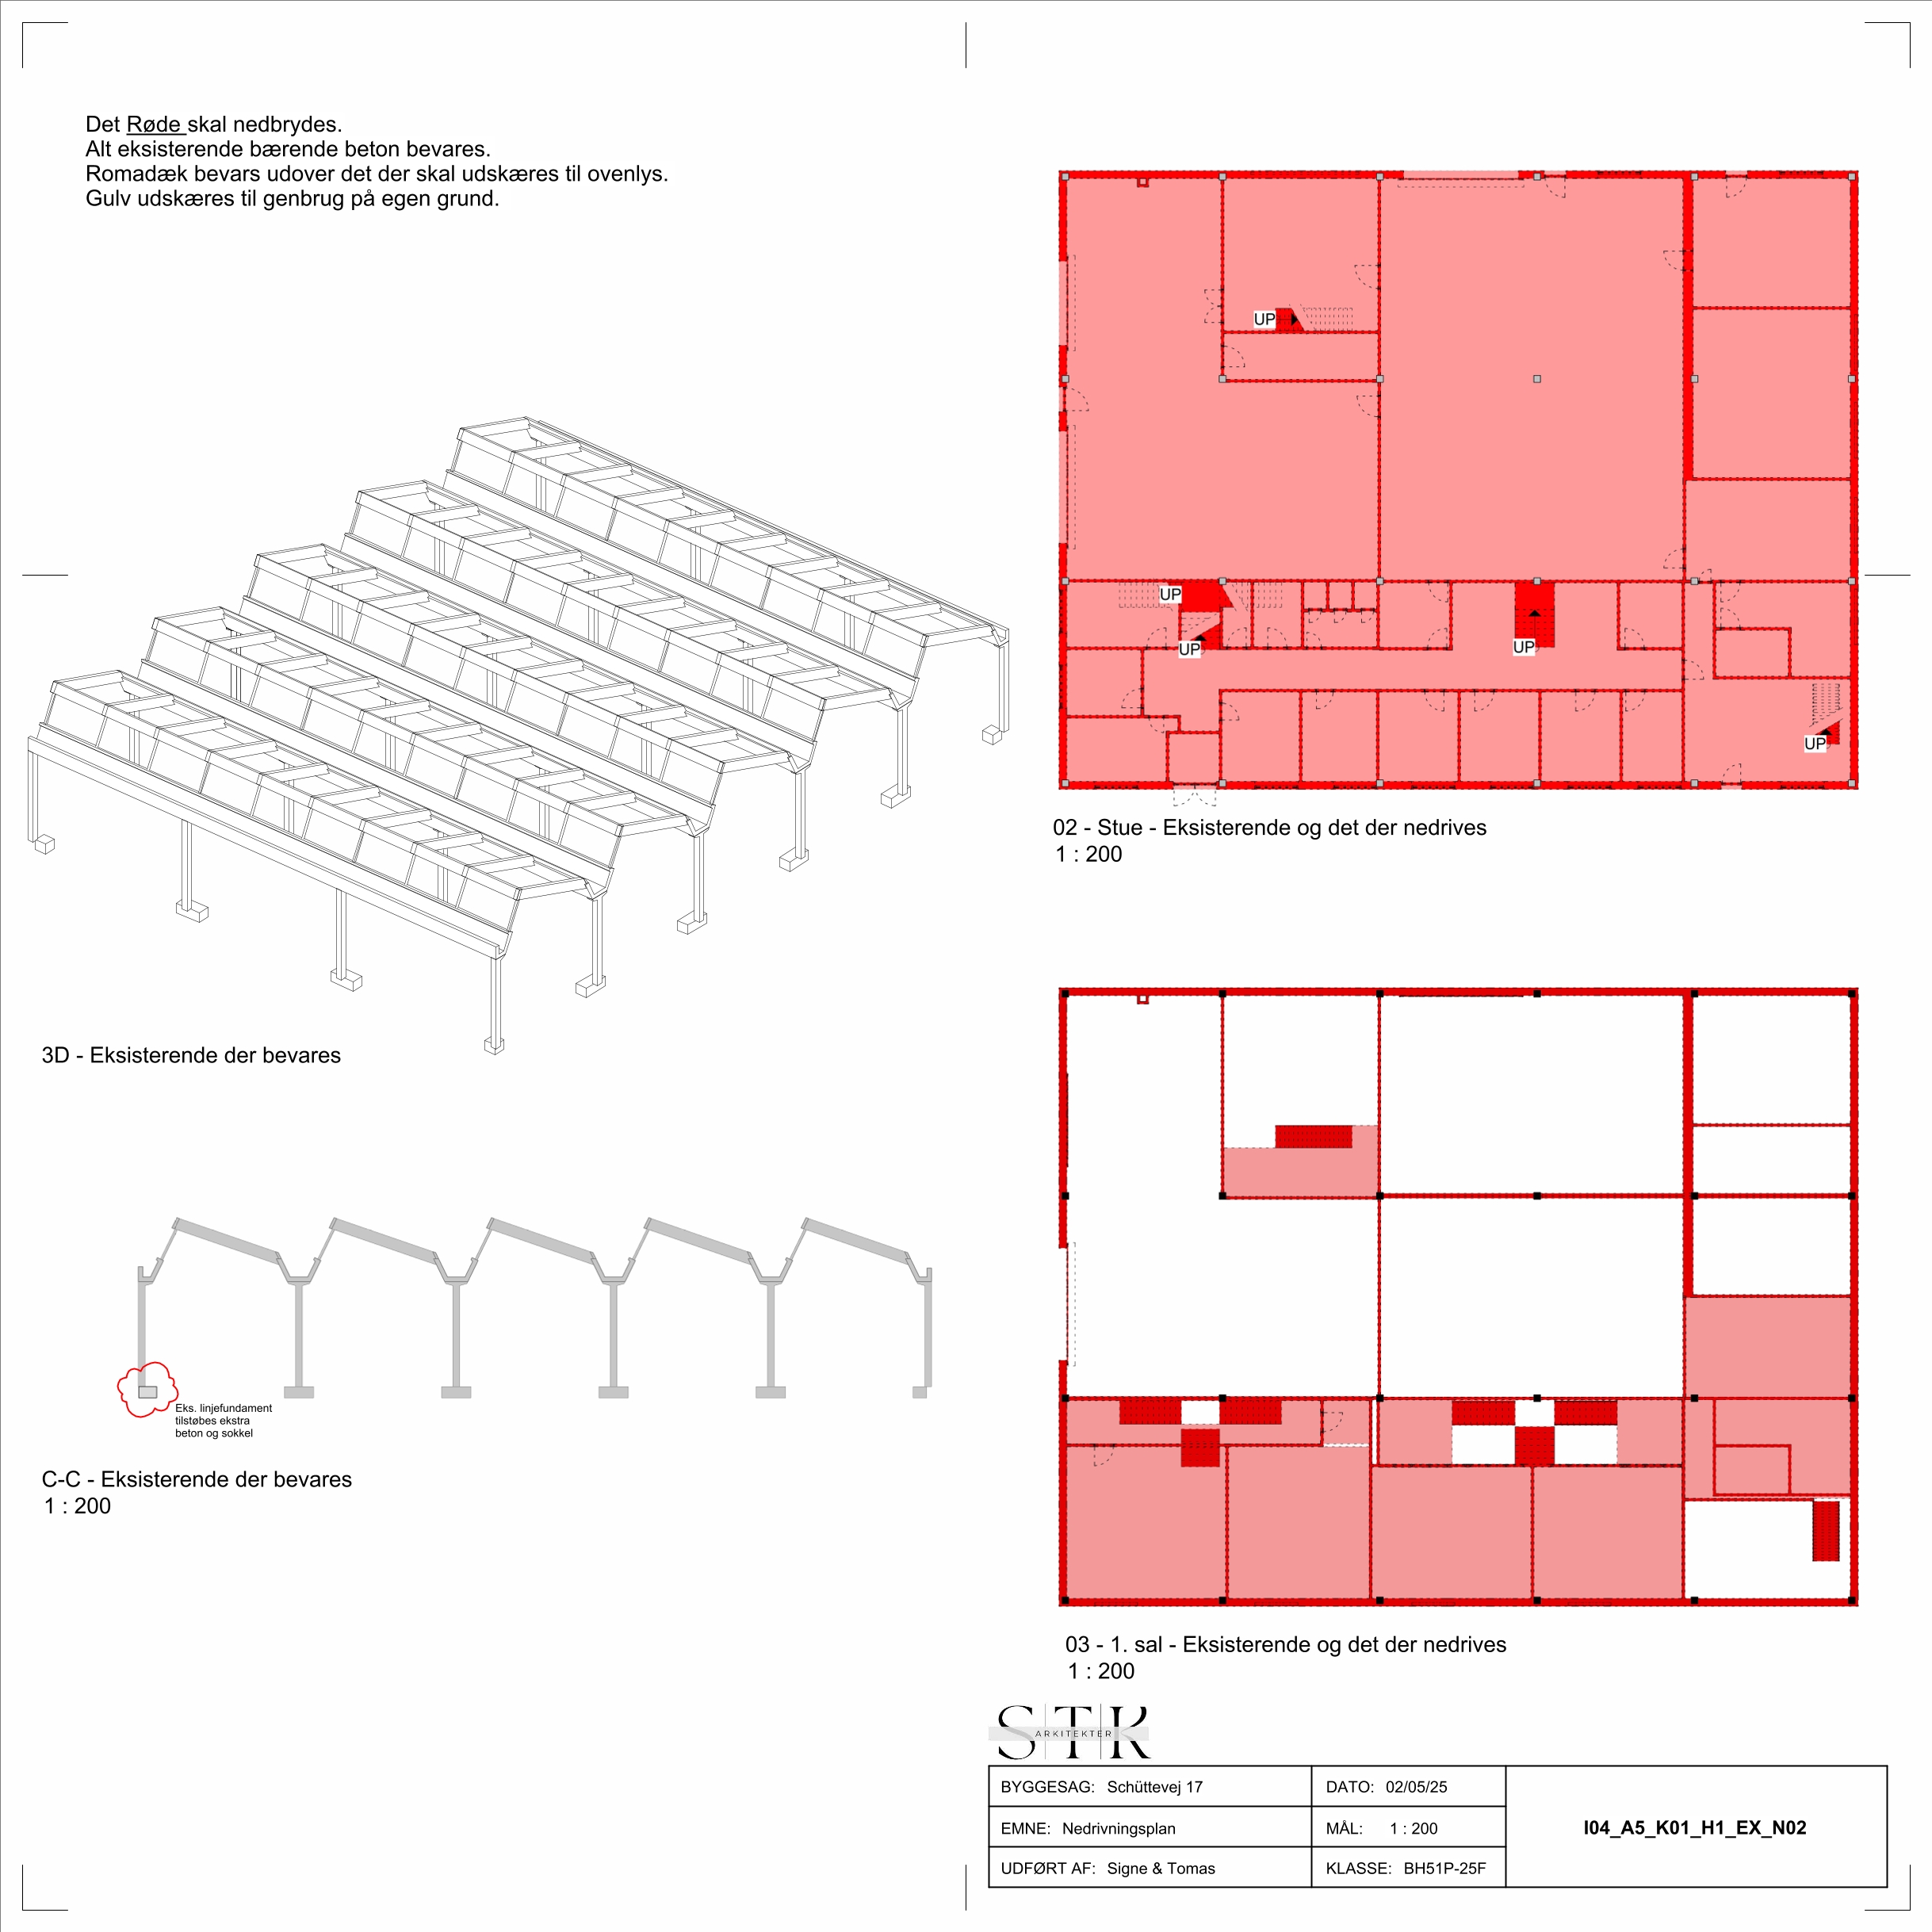 Det Røde skal nedbrydes.
Alt eksisterende bærende beton bevares.
Romadæk bevars udover det der skal udskæres til ovenlys.
Gulv udskæres til genbrug på egen grund.
UP
UP
UP
UP
UP
02 - Stue - Eksisterende og det der nedrives
1 : 200
3D - Eksisterende der bevares
Eks. linjefundament
tilstøbes ekstra
beton og sokkel
C-C - Eksisterende der bevares
1 : 200
03 - 1. sal - Eksisterende og det der nedrives
1 : 200
STK
ARKITEKTER
BYGGESAG: Schüttevej 17
DATO: 02/05/25
EMNE: Nedrivningsplan
MÅL: 1 : 200
I04_A5_K01_H1_EX_N02
UDFØRT AF: Signe & Tomas
KLASSE: BH51P-25F